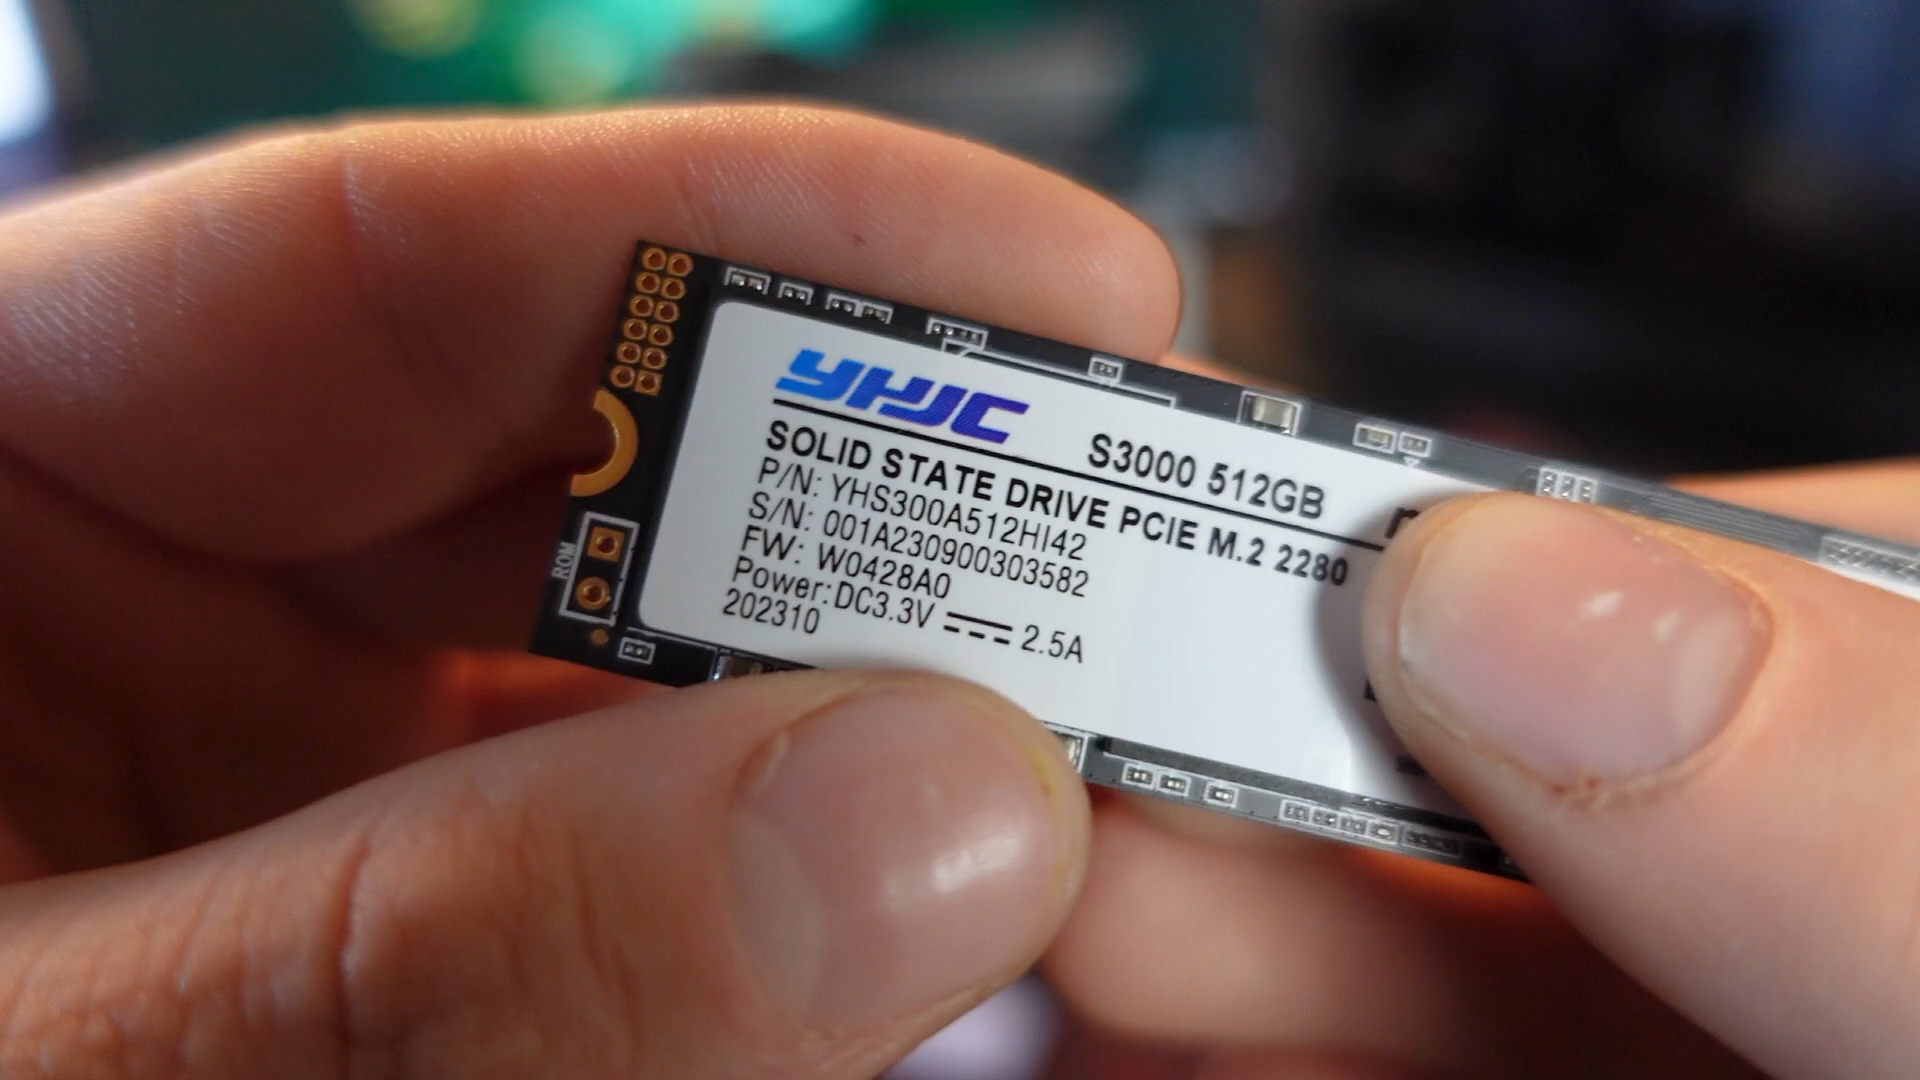 YHJC
S3000 512GB
SOLID STATE DRIVE PCIE M.2 2280
P/N: YHS300A512HI42
S/N: 001A230900303582
FW: W0428A0
Power:DC3.3V 2.5A
202310
ROM